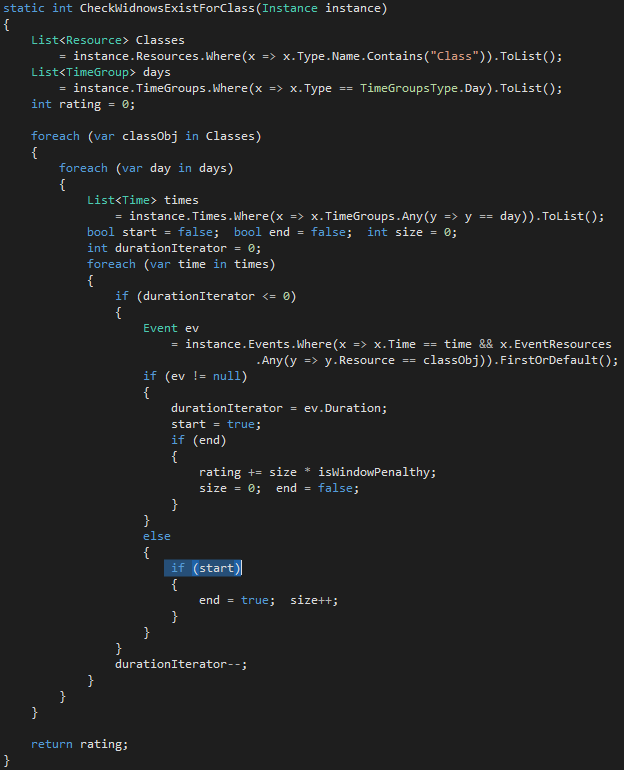 static int CheckWidnowsExistForClass(Instance instance)
{
List<Resource> Classes
= instance.Resources.Where(x => x.Type.Name.Contains("Class")).ToList();
List<TimeGroup> days
= instance.TimeGroups.Where(x => x.Type == TimeGroupsType.Day).ToList();
int rating = 0;
foreach (var classObj in Classes)
{
foreach (var day in days)
{
List<Time> times
= instance.Times.Where(x => x.TimeGroups.Any(y => y == day)).ToList();
bool start = false;  bool end = false;  int size = 0;
int durationIterator = 0;
foreach (var time in times)
{
if (durationIterator <= 0)
{
Event ev
= instance.Events.Where(x => x.Time == time && x.EventResources
.Any(y => y.Resource == classObj)).FirstOrDefault();
if (ev != null)
{
durationIterator = ev.Duration;
start = true;
if (end)
{
rating += size * isWindowPenalthy;
size = 0;  end = false;
}
}
else
{
if (start)
{
end = true;  size++;
}
}
}
durationIterator--;
}
}
}
return rating;
}